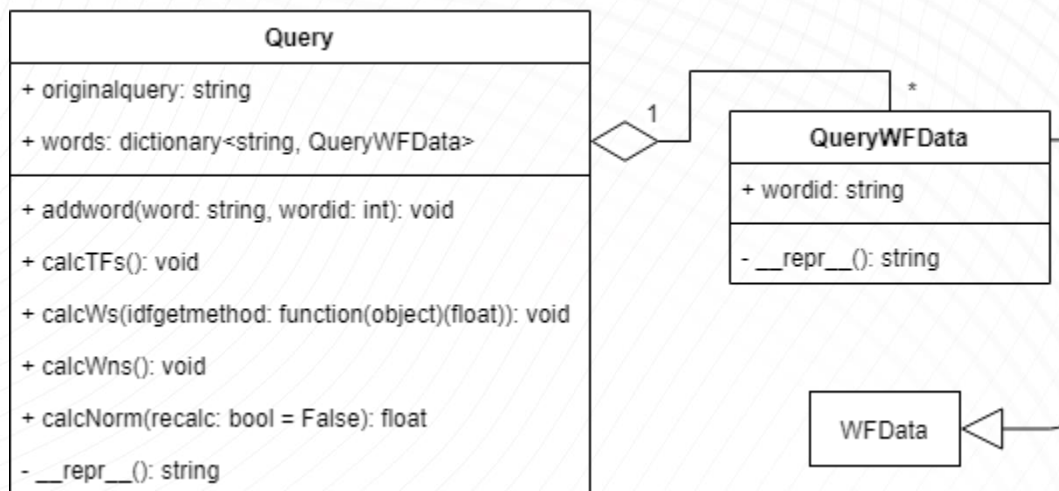 Query
+ originalquery: string
+ words: dictionary<string, QueryWFData>
+ addword(word: string, wordid: int): void
+ calcTFs(): void
+ calcWs(idfgetmethod: function(object)(float)): void
+ calcWns(): void
+ calcNorm(recalc: bool = False): float
- __repr__(): string
1
*
QueryWFData
+ wordid: string
- __repr__(): string
WFData